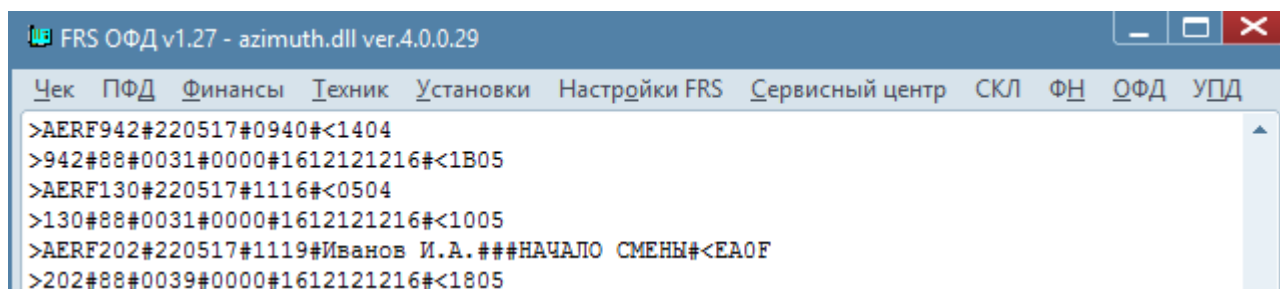 FRS ОФД v1.27 - azimuth.dll ver.4.0.0.29
Чек ПФД Финансы Техник Установки Настройки FRS Сервисный центр СКЛ ФН ОФД УПД
>AERF942#220517#0940#<1404
>942#88#0031#0000#1612121216#<1B05
>AERF130#220517#1116#<0504
>130#88#0031#0000#1612121216#<1005
>AERF202#220517#1119#Иванов И.А.###НАЧАЛО СМЕНЫ#<EA0F
>202#88#0039#0000#1612121216#<1805